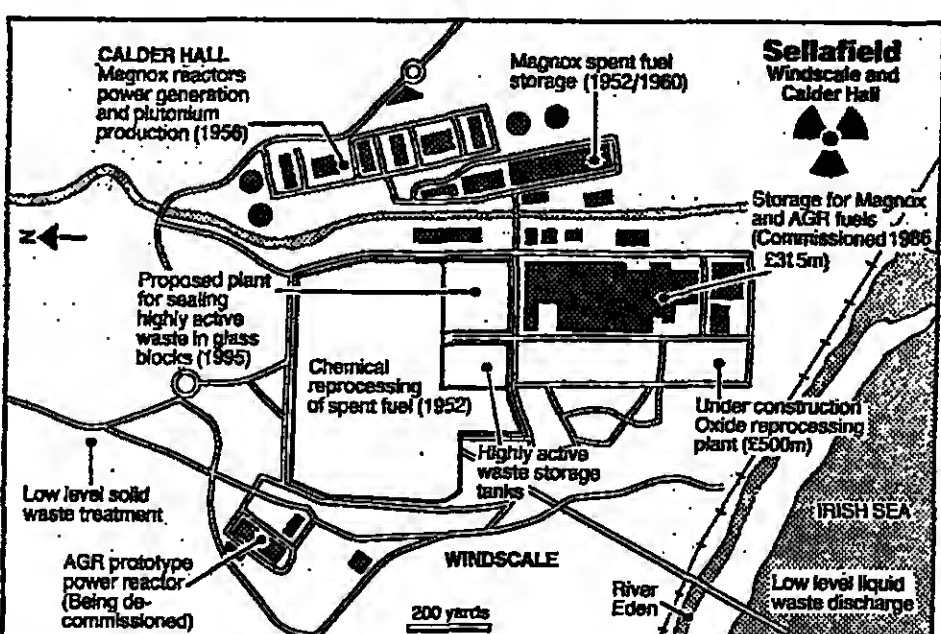 CALDER HALL
Magnox reactors
power generation
and plutonium
production (1956)
Magnox spent fuel
storage (1952/1960)
Sellafield
Windscale and
Calder Hall
Storage for Magnox
and AGR fuels
(Commissioned 1986
£315m)
N
Proposed plant
for sealing
highly active
waste in glass
blocks (1995)
Chemical
reprocessing
of spent fuel (1952)
Under construction
Oxide reprocessing
plant (£500m)
Highly active
waste storage
tanks
Low level solid
waste treatment
IRISH SEA
AGR prototype
power reactor
(Being de-
commissioned)
WINDSCALE
200 yards
River
Eden
Low level liquid
waste discharge